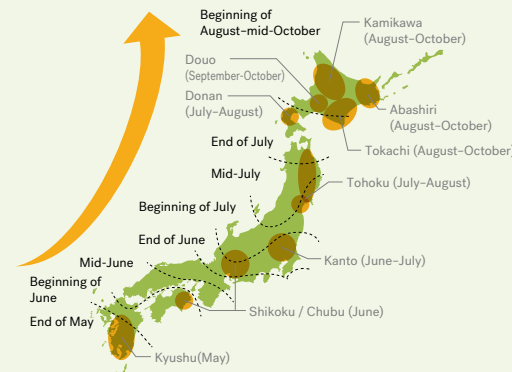 Beginning of
August–mid-October
Kamikawa
(August–October)
Douo
(September-October)
Donan
(July–August)
Abashiri
(August–October)
End of July
Tokachi (August–October)
Mid-July
Tohoku (July–August)
Beginning of July
End of June
Kanto (June–July)
Mid-June
Beginning of
June
Shikoku / Chubu (June)
End of May
Kyushu(May)